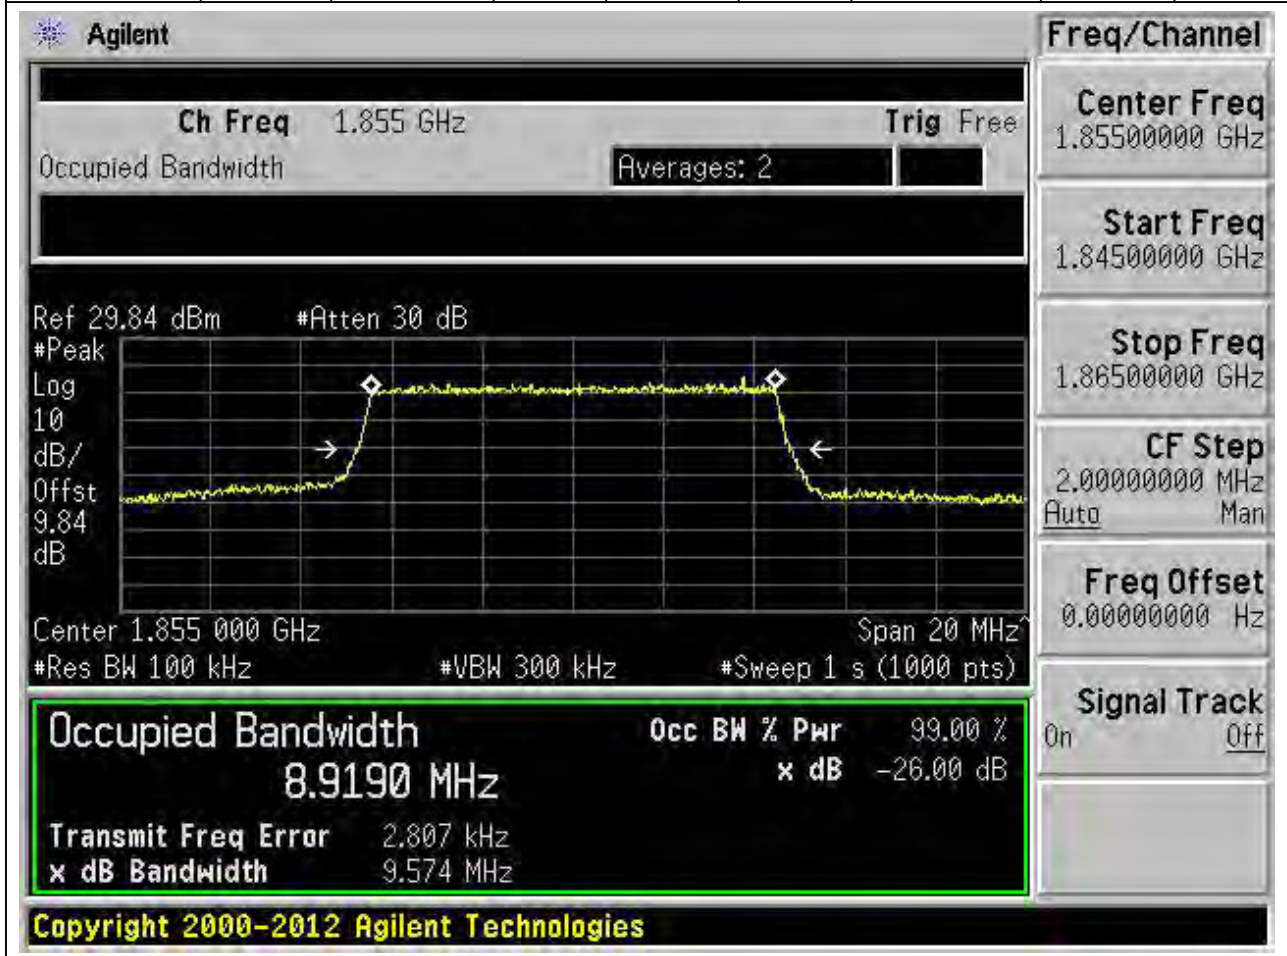 Agilent
Freq/Channel
Ch Freq 1.855 GHz Trig Free
Occupied Bandwidth Averages: 2
Center Freq
1.85500000 GHz
Start Freq
1.84500000 GHz
Stop Freq
1.86500000 GHz
CF Step
2.00000000 MHz
Auto Man
Freq Offset
0.00000000 Hz
Signal Track
On Off
Ref 29.84 dBm #Atten 30 dB
#Peak
Log
10
dB/
Offst
9.84
dB
Center 1.855 000 GHz Span 20 MHz^
#Res BW 100 kHz #VBW 300 kHz #Sweep 1 s (1000 pts)
Occupied Bandwidth Occ BW % Pwr 99.00 %
8.9190 MHz x dB -26.00 dB
Transmit Freq Error 2.807 kHz
x dB Bandwidth 9.574 MHz
Copyright 2000-2012 Agilent Technologies